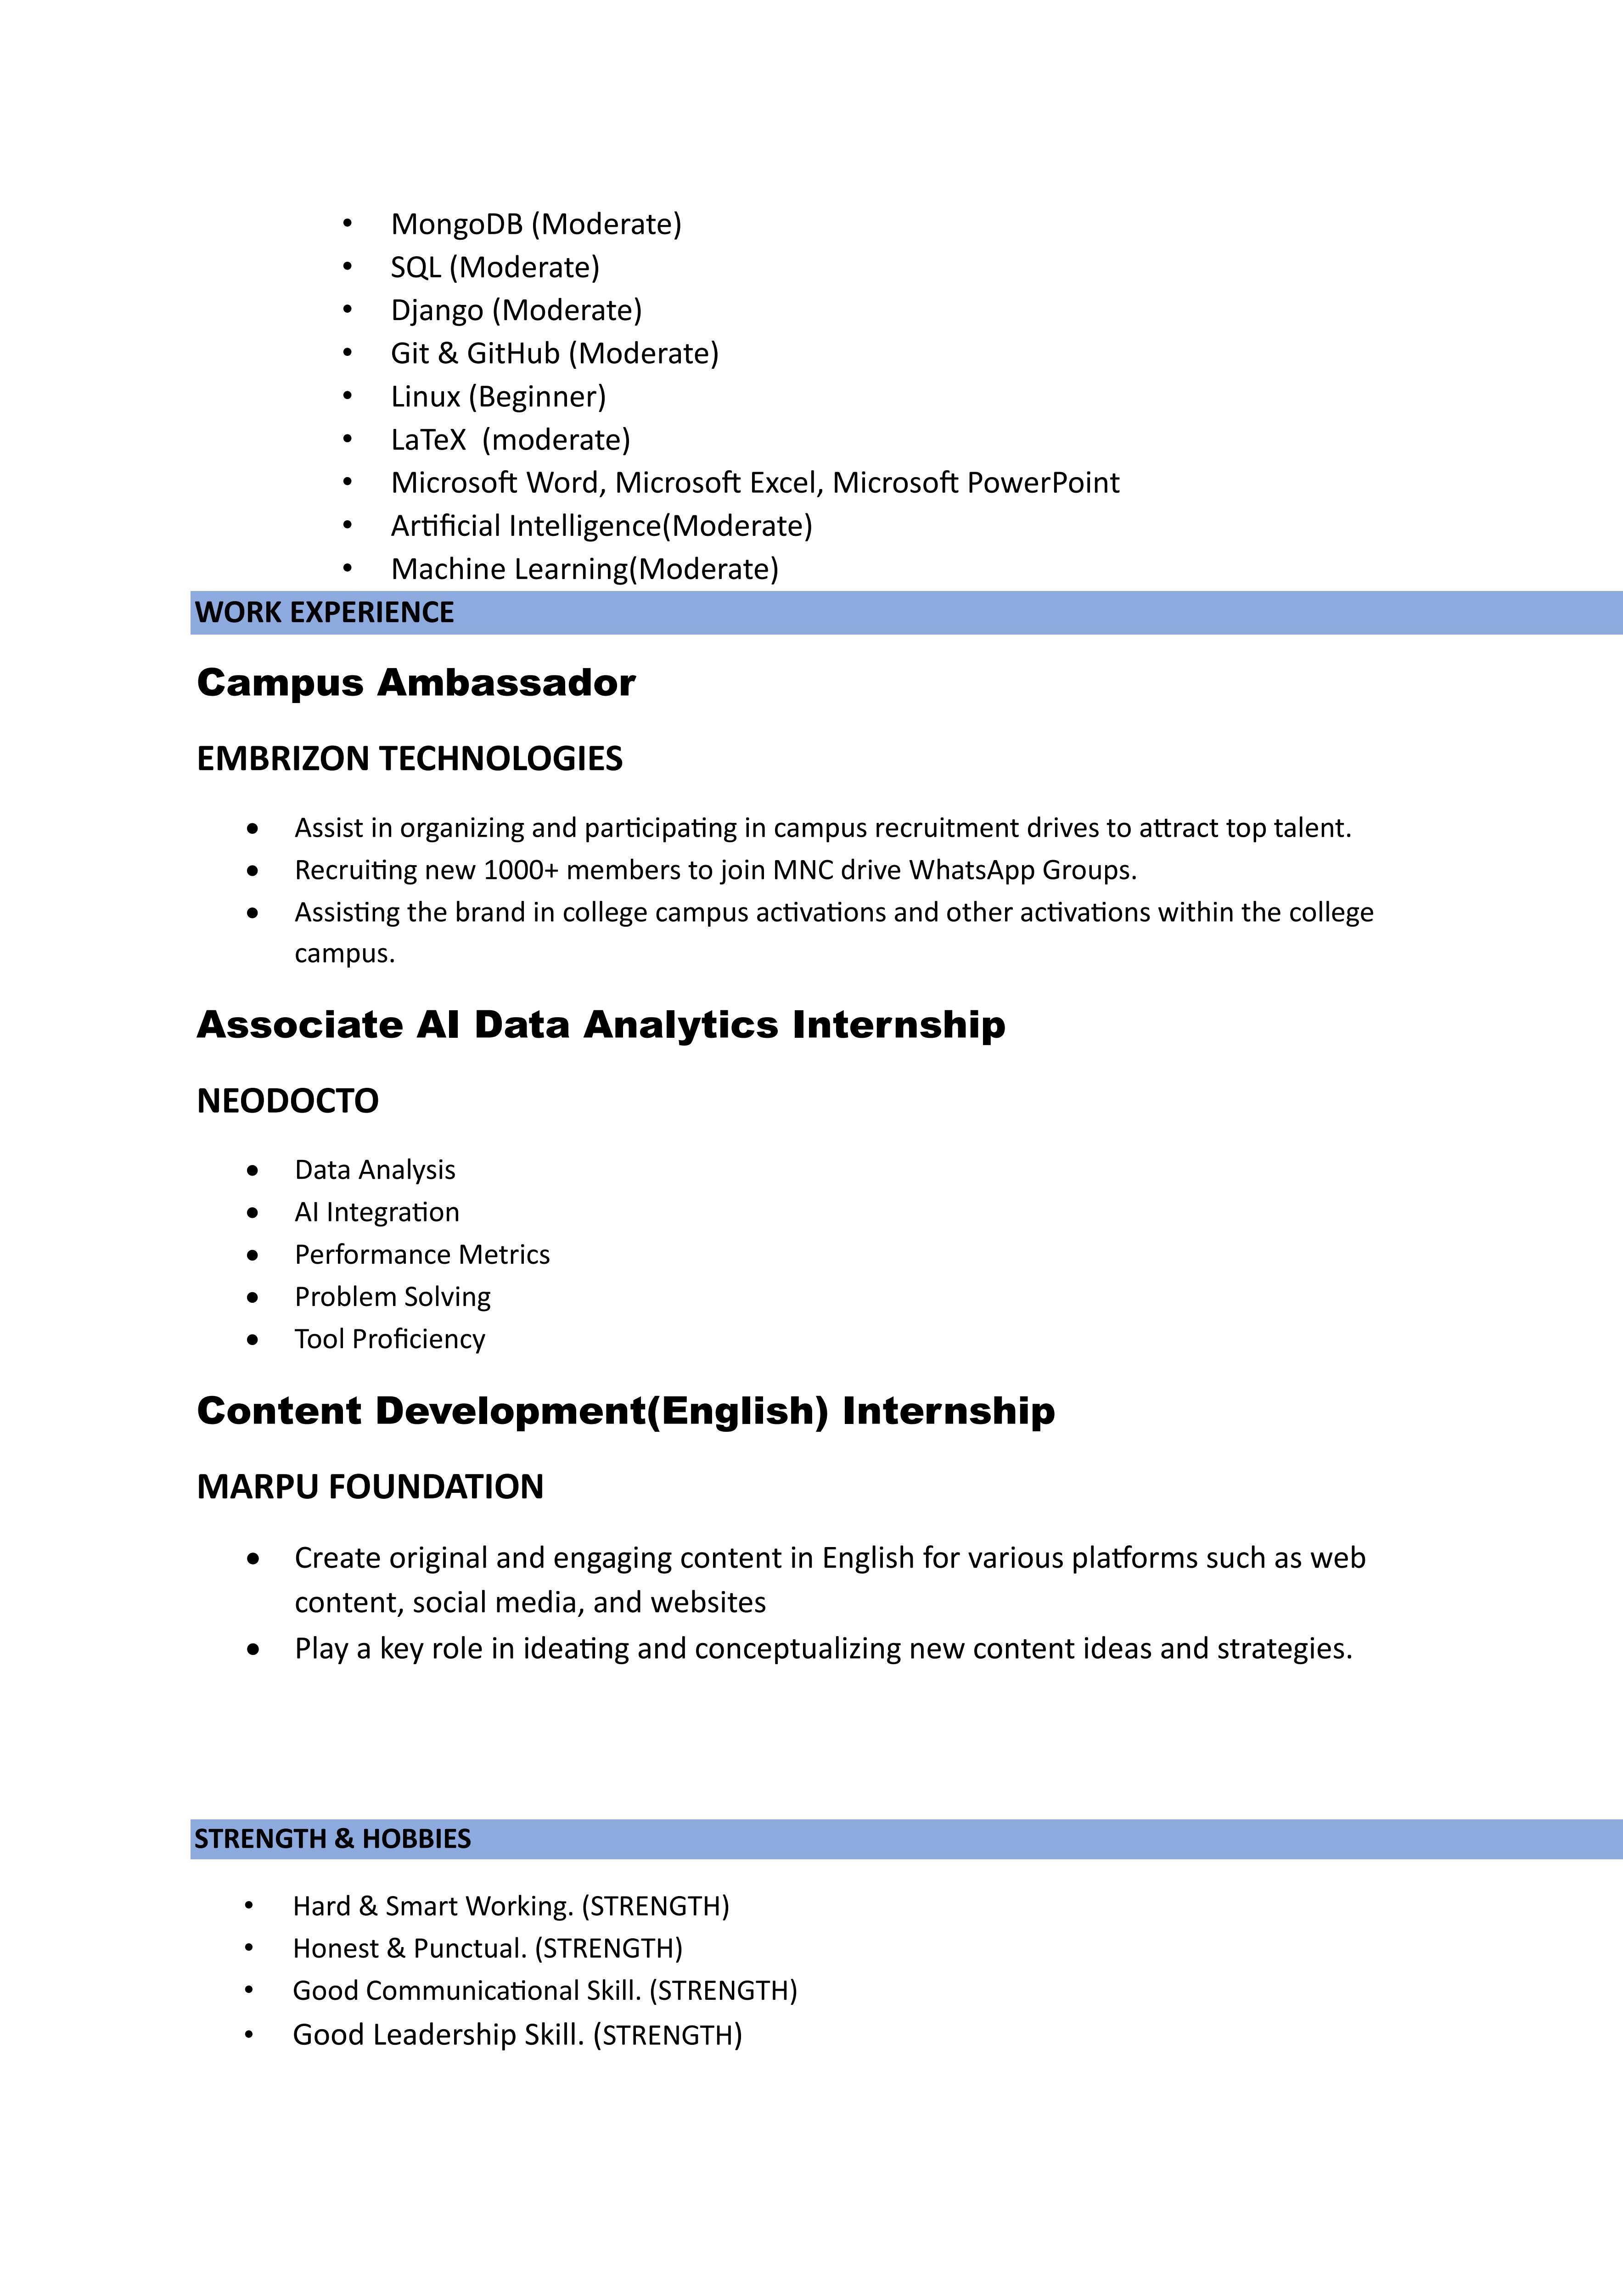 • MongoDB (Moderate)
• SQL (Moderate)
• Django (Moderate)
• Git & GitHub (Moderate)
• Linux (Beginner)
• LaTeX  (moderate)
• Microsoft Word, Microsoft Excel, Microsoft PowerPoint
• Artificial Intelligence(Moderate)
• Machine Learning(Moderate)
WORK EXPERIENCE
Campus Ambassador
EMBRIZON TECHNOLOGIES
• Assist in organizing and participating in campus recruitment drives to attract top talent.
• Recruiting new 1000+ members to join MNC drive WhatsApp Groups.
• Assisting the brand in college campus activations and other activations within the college
campus.
Associate AI Data Analytics Internship
NEODOCTO
• Data Analysis
• AI Integration
• Performance Metrics
• Problem Solving
• Tool Proficiency
Content Development(English) Internship
MARPU FOUNDATION
• Create original and engaging content in English for various platforms such as web
content, social media, and websites
• Play a key role in ideating and conceptualizing new content ideas and strategies.
STRENGTH & HOBBIES
• Hard & Smart Working. (STRENGTH)
• Honest & Punctual. (STRENGTH)
• Good Communicational Skill. (STRENGTH)
• Good Leadership Skill. (STRENGTH)